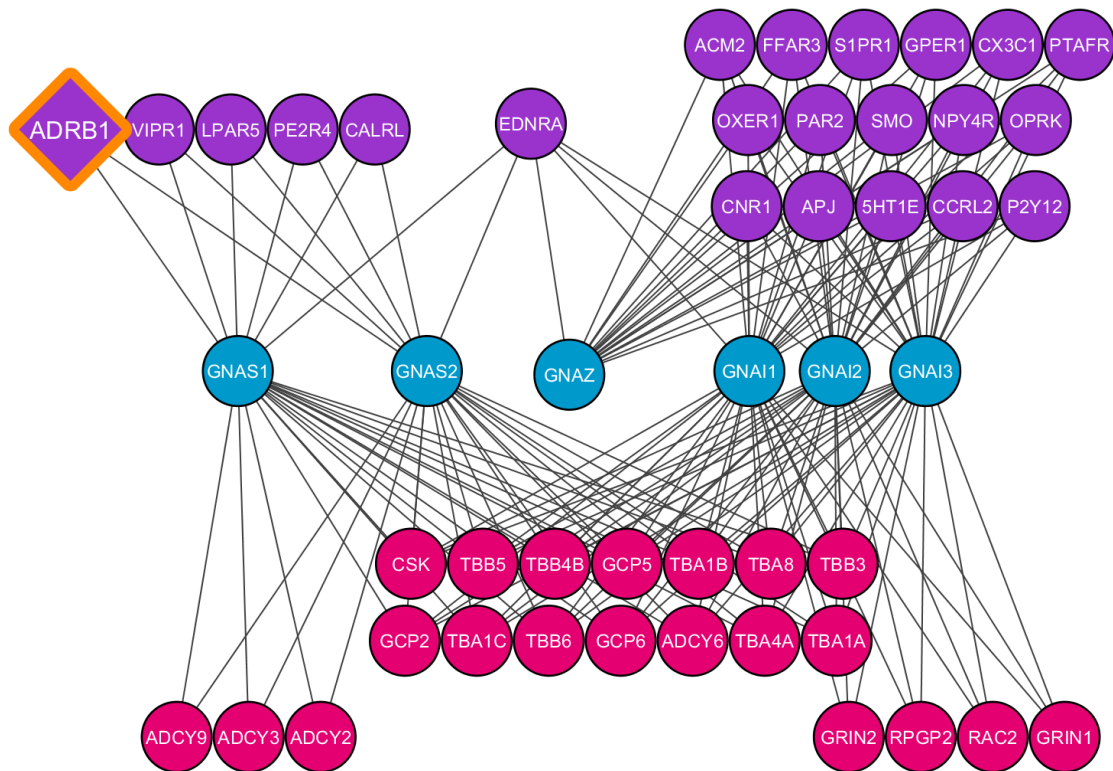 ACM2 FFAR3 S1PR1 GPER1 CX3C1 PTAFR
ADRB1 VIPR1 LPAR5 PE2R4 CALRL EDNRA OXER1 PAR2 SMO NPY4R OPRK
CNR1 APJ 5HT1E CCRL2 P2Y12
GNAS1 GNAS2 GNAZ GNAI1 GNAI2 GNAI3
CSK TBB5 TBB4B GCP5 TBA1B TBA8 TBB3
GCP2 TBA1C TBB6 GCP6 ADCY6 TBA4A TBA1A
ADCY9 ADCY3 ADCY2 GRIN2 RPGP2 RAC2 GRIN1